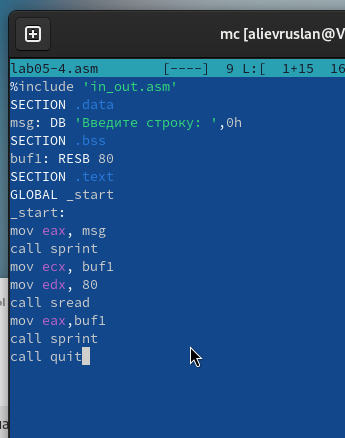 mc [alievruslan@V
lab05-4.asm [----] 9 L:[ 1+15 16
%include 'in_out.asm'
SECTION .data
msg: DB 'Введите строку: ',0h
SECTION .bss
buf1: RESB 80
SECTION .text
GLOBAL _start
_start:
mov eax, msg
call sprint
mov ecx, buf1
mov edx, 80
call sread
mov eax,buf1
call sprint
call quit